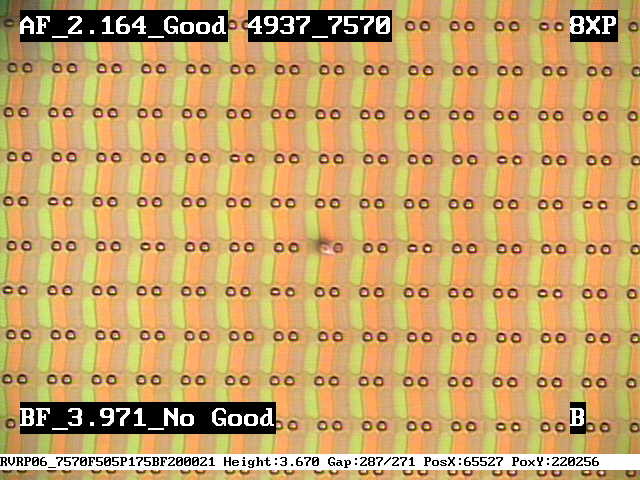 AF_2.164_Good 4937_7570 8XP
BF_3.971_No Good B
RVRP06_7570F505P175BF200021 Height:3.670 Gap:287/271 PosX:65527 PoxY:220256